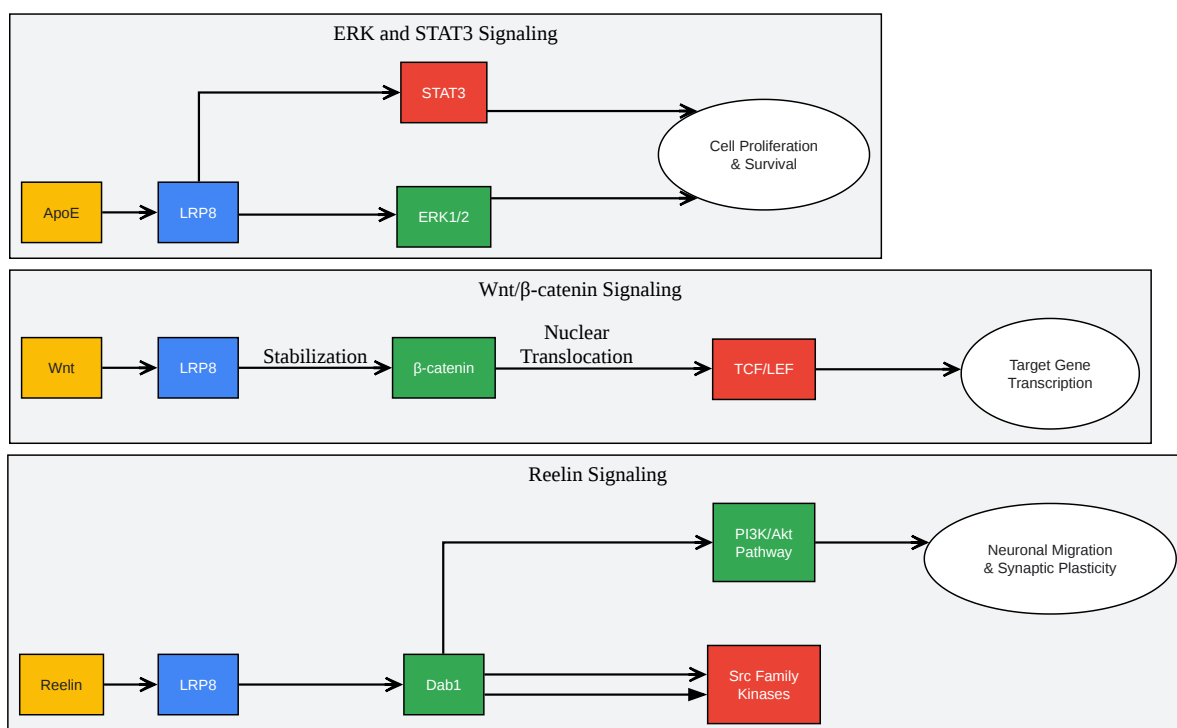 ERK and STAT3 Signaling
STAT3
Cell Proliferation
& Survival
ApoE
LRP8
ERK1/2
Wnt/β-catenin Signaling
Nuclear
Translocation
Stabilization
Wnt
LRP8
β-catenin
TCF/LEF
Target Gene
Transcription
Reelin Signaling
PI3K/Akt
Pathway
Neuronal Migration
& Synaptic Plasticity
Reelin
LRP8
Dab1
Src Family
Kinases